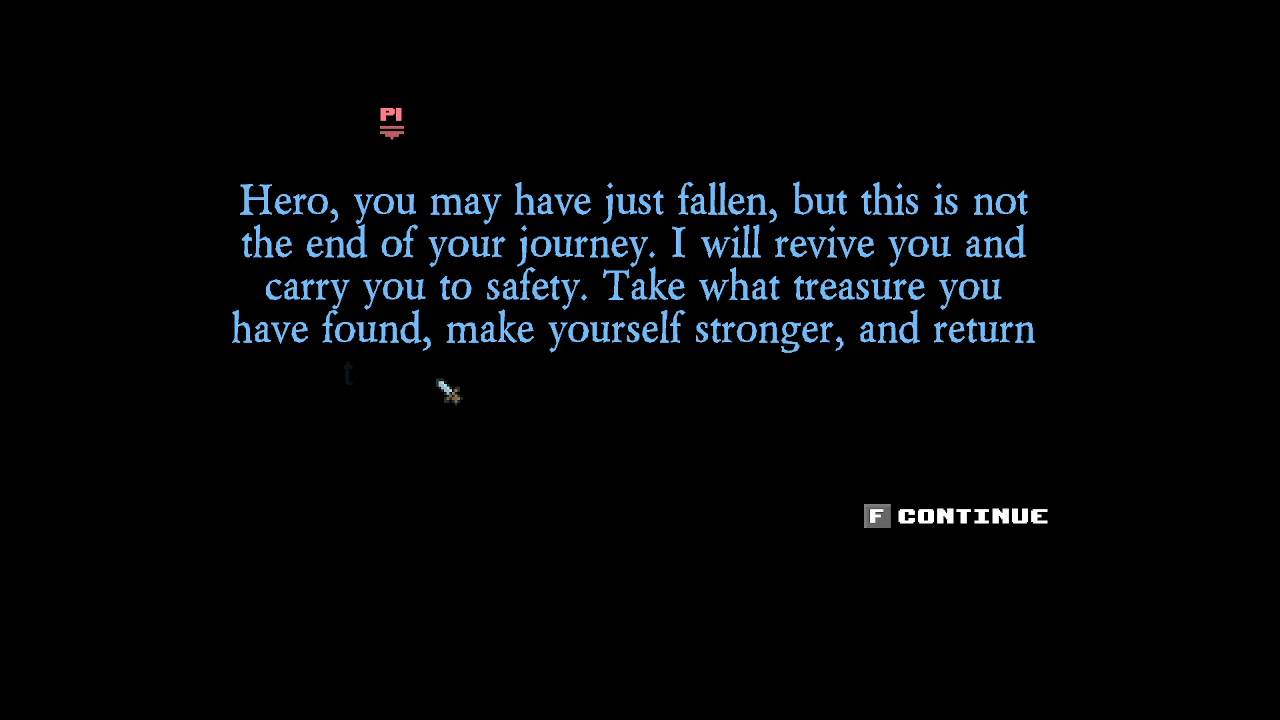 P1
Hero, you may have just fallen, but this is not
the end of your journey. I will revive you and
carry you to safety. Take what treasure you
have found, make yourself stronger, and return
t
F CONTINUE